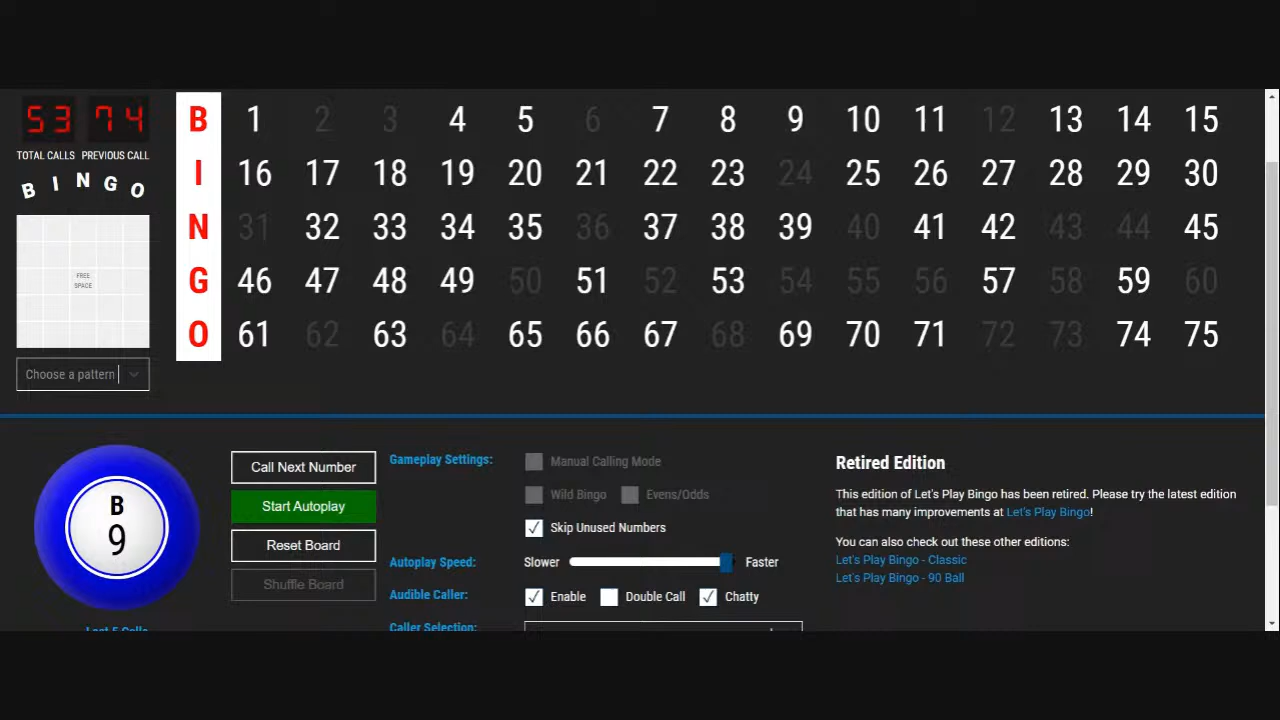 53 74
TOTAL CALLS PREVIOUS CALL
B I N G O
FREE
SPACE
Choose a pattern
B 1 2 3 4 5 6 7 8 9 10 11 12 13 14 15
I 16 17 18 19 20 21 22 23 24 25 26 27 28 29 30
N 31 32 33 34 35 36 37 38 39 40 41 42 43 44 45
G 46 47 48 49 50 51 52 53 54 55 56 57 58 59 60
O 61 62 63 64 65 66 67 68 69 70 71 72 73 74 75
B
9
Last 5 Calls
Call Next Number
Start Autoplay
Reset Board
Shuffle Board
Gameplay Settings:
Manual Calling Mode
Wild Bingo Evens/Odds
Skip Unused Numbers
Autoplay Speed: Slower Faster
Audible Caller: Enable Double Call Chatty
Caller Selection:
Retired Edition
This edition of Let's Play Bingo has been retired. Please try the latest edition
that has many improvements at Let's Play Bingo!
You can also check out these other editions:
Let's Play Bingo - Classic
Let's Play Bingo - 90 Ball